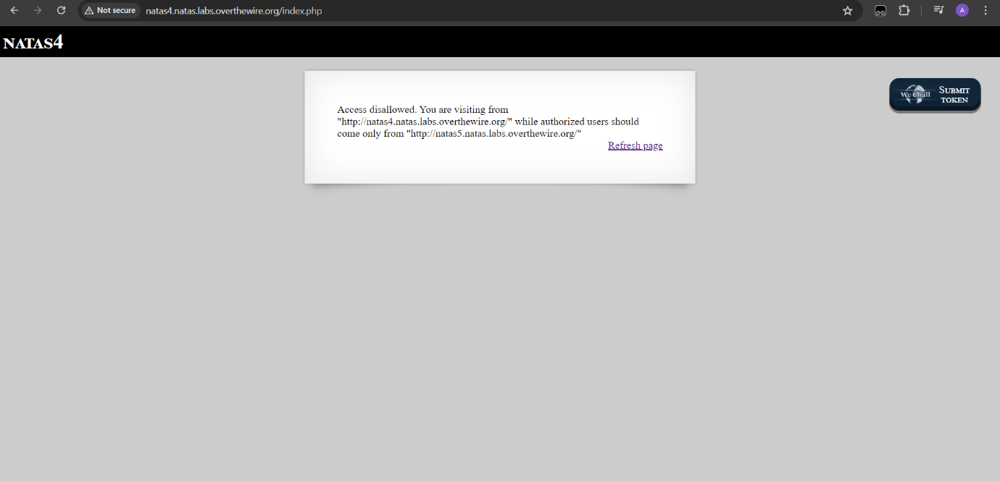 Not secure
natas4.natas.labs.overthewire.org/index.php
A
NATAS4
Access disallowed. You are visiting from
"http://natas4.natas.labs.overthewire.org/" while authorized users should
come only from "http://natas5.natas.labs.overthewire.org/"
Refresh page
We Chall
SUBMIT
TOKEN